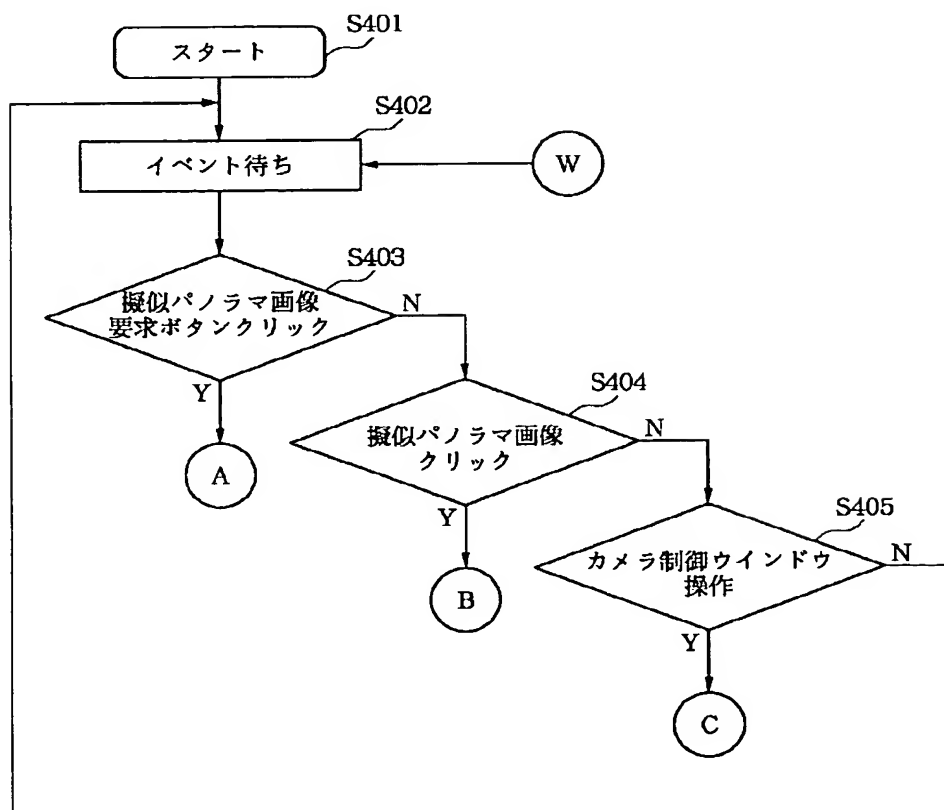 S401
スタート
S402
イベント待ち
W
S403
擬似パノラマ画像
要求ボタンクリック
N
Y
A
S404
擬似パノラマ画像
クリック
N
Y
B
S405
カメラ制御ウインドウ
操作
N
Y
C